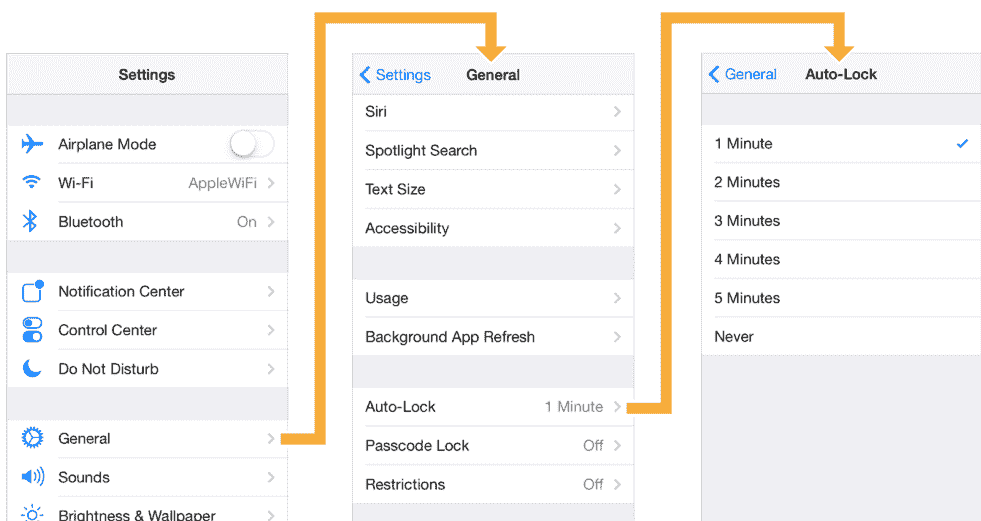 Settings
Airplane Mode
Wi-Fi AppleWiFi
Bluetooth On
Notification Center
Control Center
Do Not Disturb
General
Sounds
Brightness & Wallpaper
Settings General
Siri
Spotlight Search
Text Size
Accessibility
Usage
Background App Refresh
Auto-Lock 1 Minute
Passcode Lock Off
Restrictions Off
General Auto-Lock
1 Minute
2 Minutes
3 Minutes
4 Minutes
5 Minutes
Never